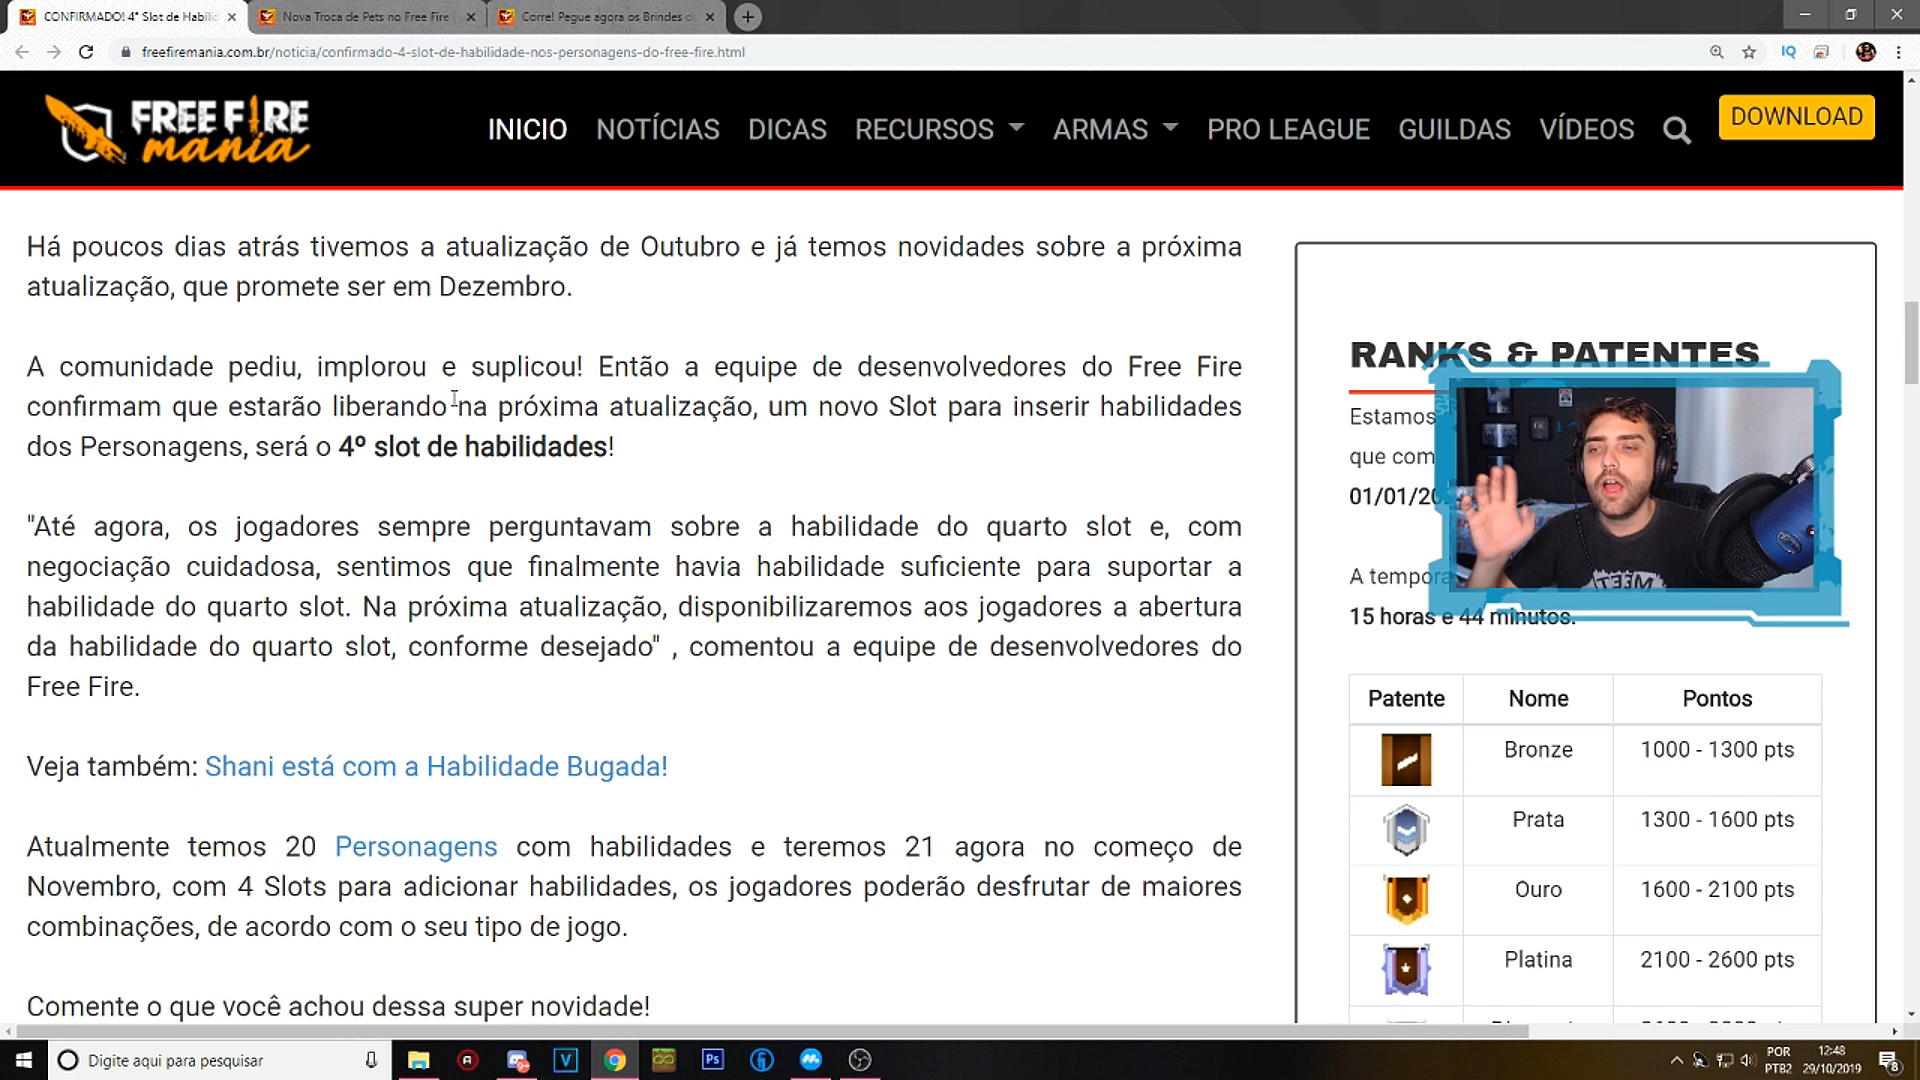 CONFIRMADO! 4° Slot de Habilid
Nova Troca de Pets no Free Fire
Corre! Pegue agora os Brindes d
freefiremania.com.br/noticia/confirmado-4-slot-de-habilidade-nos-personagens-do-free-fire.html
IQ
FREE FIRE
mania
INICIO NOTÍCIAS DICAS RECURSOS ARMAS PRO LEAGUE GUILDAS VÍDEOS DOWNLOAD
Há poucos dias atrás tivemos a atualização de Outubro e já temos novidades sobre a próxima
atualização, que promete ser em Dezembro.
A comunidade pediu, implorou e suplicou! Então a equipe de desenvolvedores do Free Fire
confirmam que estarão liberando na próxima atualização, um novo Slot para inserir habilidades
dos Personagens, será o 4º slot de habilidades!
"Até agora, os jogadores sempre perguntavam sobre a habilidade do quarto slot e, com
negociação cuidadosa, sentimos que finalmente havia habilidade suficiente para suportar a
habilidade do quarto slot. Na próxima atualização, disponibilizaremos aos jogadores a abertura
da habilidade do quarto slot, conforme desejado" , comentou a equipe de desenvolvedores do
Free Fire.
Veja também: Shani está com a Habilidade Bugada!
Atualmente temos 20 Personagens com habilidades e teremos 21 agora no começo de
Novembro, com 4 Slots para adicionar habilidades, os jogadores poderão desfrutar de maiores
combinações, de acordo com o seu tipo de jogo.
Comente o que você achou dessa super novidade!
RANKS & PATENTES
Estamos
que com
01/01/20
A tempora
15 horas e 44 minutos.
Patente Nome Pontos
Bronze 1000 - 1300 pts
Prata 1300 - 1600 pts
Ouro 1600 - 2100 pts
Platina 2100 - 2600 pts
Digite aqui para pesquisar
Ps
POR
PTB2
12:48
29/10/2019
8